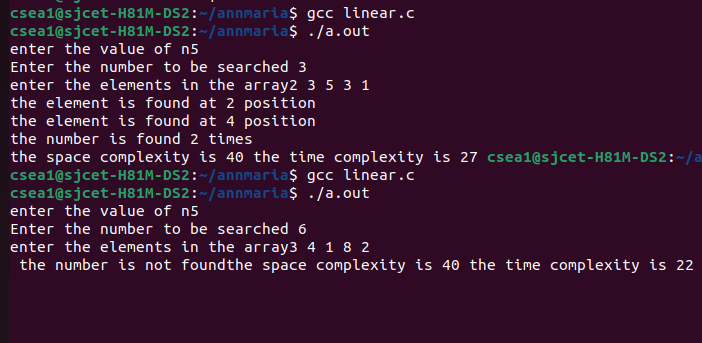 csea1@sjcet-H81M-DS2:~/annmaria$ gcc linear.c
csea1@sjcet-H81M-DS2:~/annmaria$ ./a.out
enter the value of n5
Enter the number to be searched 3
enter the elements in the array2 3 5 3 1
the element is found at 2 position
the element is found at 4 position
the number is found 2 times
the space complexity is 40 the time complexity is 27 csea1@sjcet-H81M-DS2:~/a
csea1@sjcet-H81M-DS2:~/annmaria$ gcc linear.c
csea1@sjcet-H81M-DS2:~/annmaria$ ./a.out
enter the value of n5
Enter the number to be searched 6
enter the elements in the array3 4 1 8 2
 the number is not foundthe space complexity is 40 the time complexity is 22